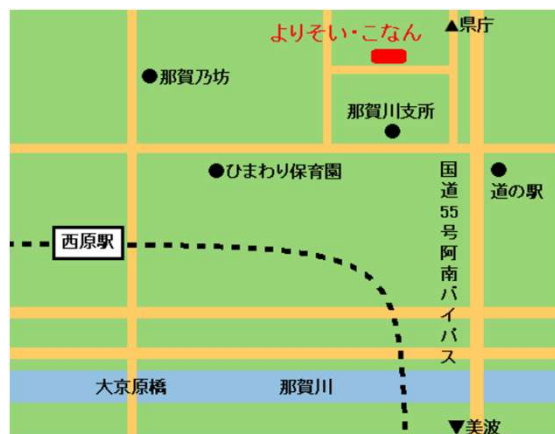 よりそい・こなん
▲県庁
●那賀乃坊
那賀川支所
●ひまわり保育園
道の駅
国道55号阿南バイパス
西原駅
大京原橋
那賀川
▼美波